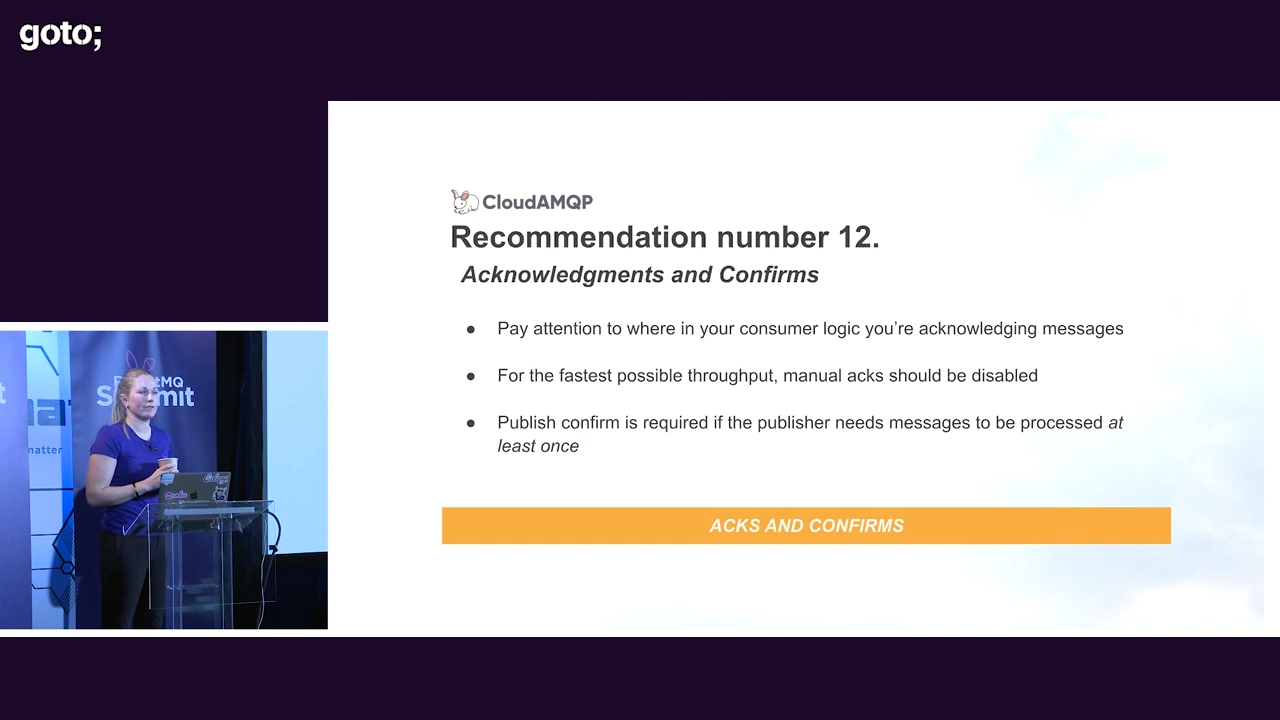 goto;
CloudAMQP
Recommendation number 12.
Acknowledgments and Confirms
● Pay attention to where in your consumer logic you're acknowledging messages
● For the fastest possible throughput, manual acks should be disabled
● Publish confirm is required if the publisher needs messages to be processed at
least once
ACKS AND CONFIRMS
Summit
matter